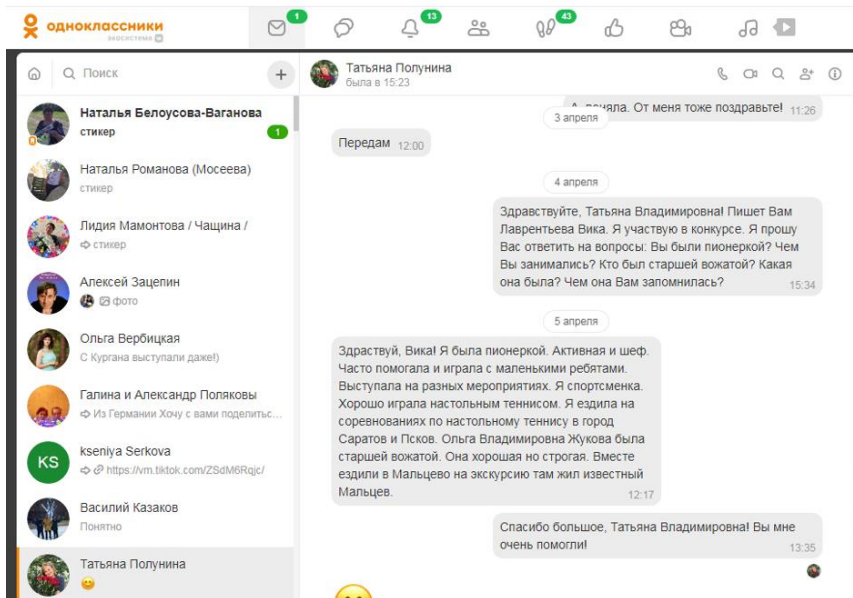 одноклассники
экосистема
1
13
43
Поиск
Наталья Белоусова-Ваганова
стикер
1
Наталья Романова (Мосеева)
стикер
Лидия Мамонтова / Чащина /
стикер
Алексей Зацепин
фото
Ольга Вербицкая
С Кургана выступали даже!)
Галина и Александр Поляковы
Из Германии Хочу с вами поделитьс...
KS
kseniya Serkova
https://vm.tiktok.com/ZSdM6Rqjc/
Василий Казаков
Понятно
Татьяна Полунина
Татьяна Полунина
была в 15:23
От меня тоже поздравьте! 11:26
3 апреля
Передам 12:00
4 апреля
Здравствуйте, Татьяна Владимировна! Пишет Вам
Лаврентьева Вика. Я участвую в конкурсе. Я прошу
Вас ответить на вопросы: Вы были пионеркой? Чем
Вы занимались? Кто был старшей вожатой? Какая
она была? Чем она Вам запомнилась?
15:34
5 апреля
Здраствуй, Вика! Я была пионеркой. Активная и шеф.
Часто помогала и играла с маленькими ребятами.
Выступала на разных мероприятиях. Я спортсменка.
Хорошо играла настольным теннисом. Я ездила на
соревнованиях по настольному теннису в город
Саратов и Псков. Ольга Владимировна Жукова была
старшей вожатой. Она хорошая но строгая. Вместе
ездили в Мальцево на экскурсию там жил известный
Мальцев.
12:17
Спасибо большое, Татьяна Владимировна! Вы мне
очень помогли!
13:35